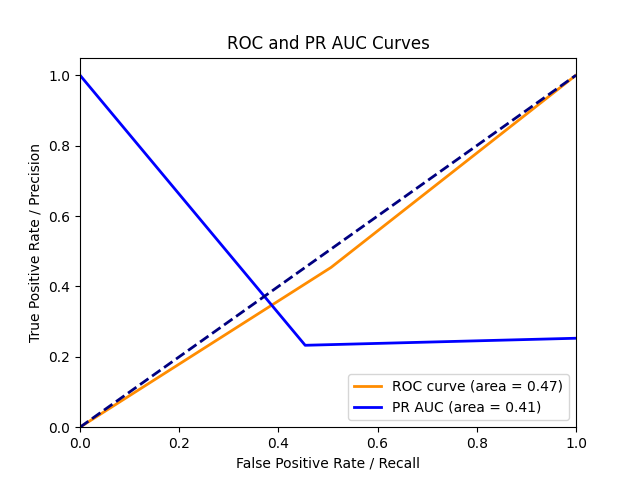 ROC and PR AUC Curves
True Positive Rate / Precision
1.0
0.8
0.6
0.4
0.2
0.0
0.0 0.2 0.4 0.6 0.8 1.0
False Positive Rate / Recall
ROC curve (area = 0.47)
PR AUC (area = 0.41)